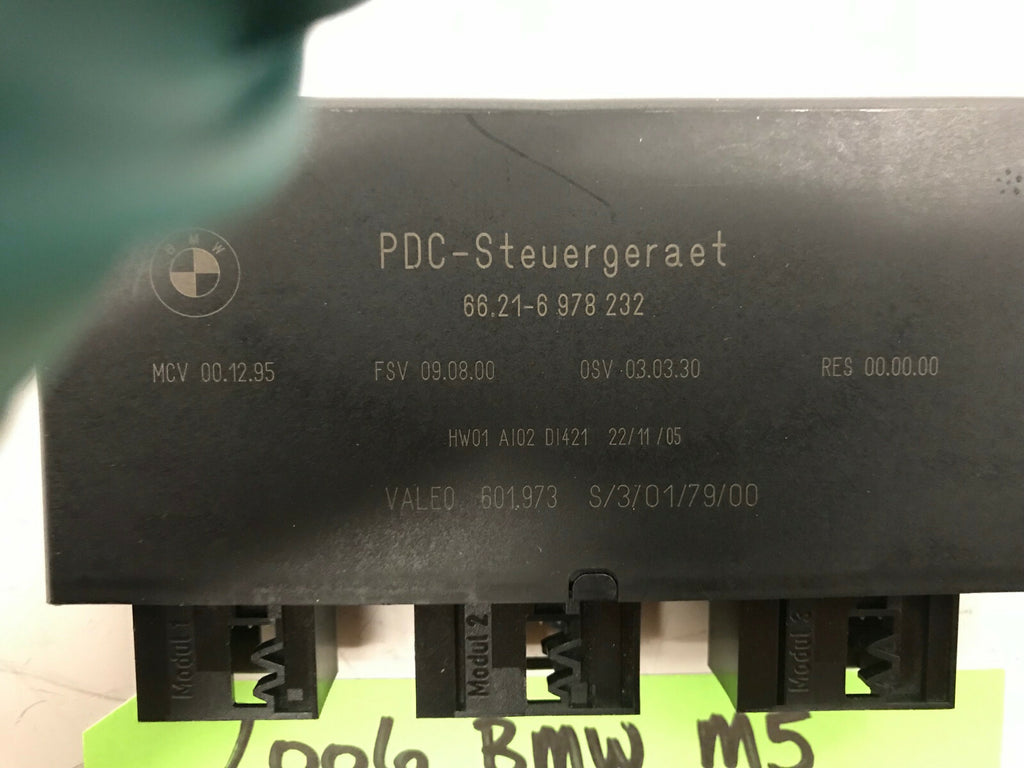 BMW
PDC-Steuergeraet
66.21-6 978 232
MCV 00.12.95 FSV 09.08.00 OSV 03.03.30 RES 00.00.00
HW01 AI02 DI421 22/11/05
VALEO 601.973 S/3/01/79/00
Modul 1 Modul 2 Modul 3
2006 BMW M5